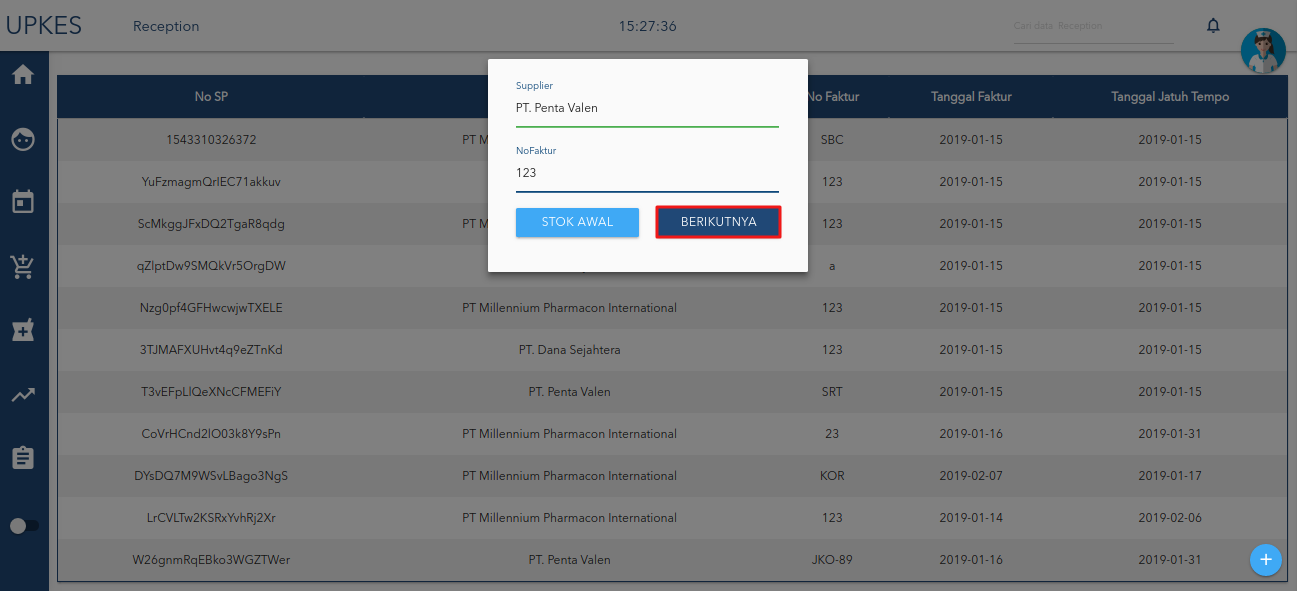 UPKES Reception 15:27:36 Cari data Reception
Supplier
PT. Penta Valen
NoFaktur
123
STOK AWAL BERIKUTNYA
No SP No Faktur Tanggal Faktur Tanggal Jatuh Tempo
1543310326372 PT M SBC 2019-01-15 2019-01-15
YuFzmagmQrIEC71akkuv 123 2019-01-15 2019-01-15
ScMkggJFxDQ2TgaR8qdg PT M 123 2019-01-15 2019-01-15
qZlptDw9SMQkVr5OrgDW a 2019-01-15 2019-01-15
Nzg0pf4GFHwcwjwTXELE PT Millennium Pharmacon International 123 2019-01-15 2019-01-15
3TJMAFXUHvt4q9eZTnKd PT. Dana Sejahtera 123 2019-01-15 2019-01-15
T3vEFpLlQeXNcCFMEFiY PT. Penta Valen SRT 2019-01-15 2019-01-15
CoVrHCnd2lO03k8Y9sPn PT Millennium Pharmacon International 23 2019-01-16 2019-01-31
DYsDQ7M9WSvLBago3NgS PT Millennium Pharmacon International KOR 2019-02-07 2019-01-17
LrCVLTw2KSRxYvhRj2Xr PT Millennium Pharmacon International 123 2019-01-14 2019-02-06
W26gnmRqEBko3WGZTWer PT. Penta Valen JKO-89 2019-01-16 2019-01-31